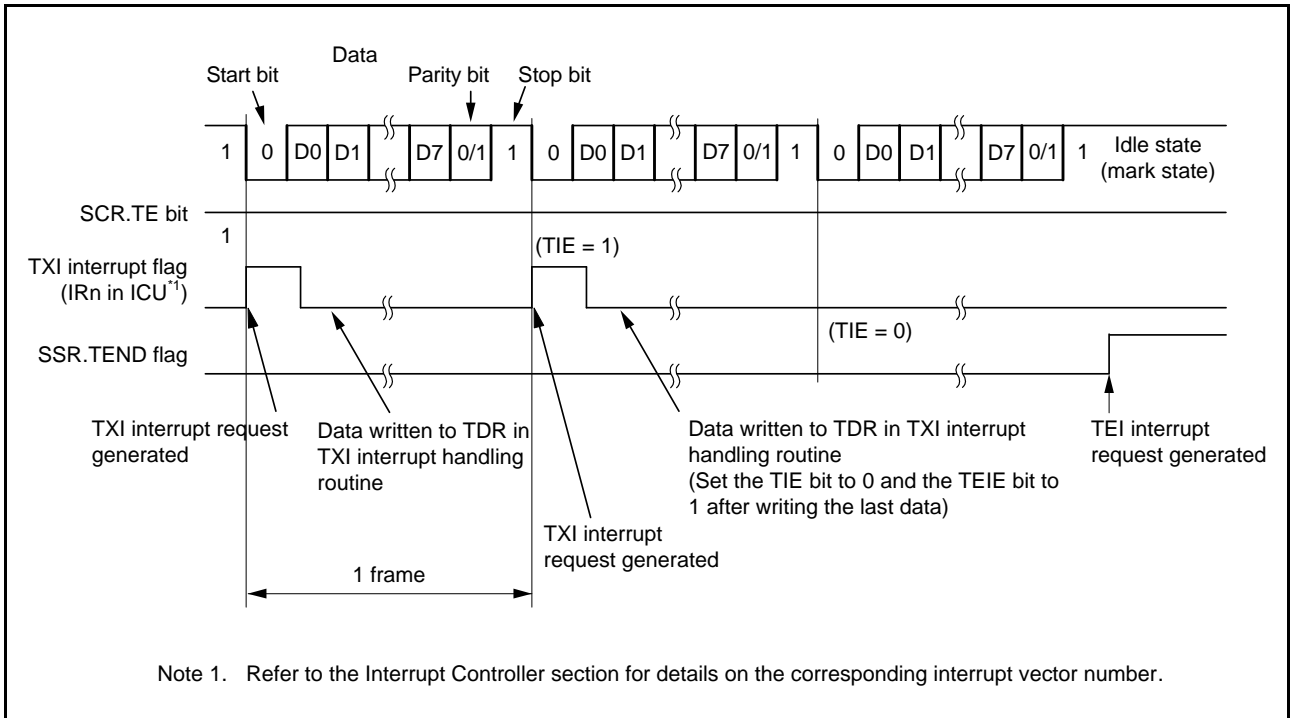 Data
Start bit
Parity bit
Stop bit
1 0 D0 D1 D7 0/1 1 0 D0 D1 D7 0/1 1 0 D0 D1 D7 0/1 1
Idle state
(mark state)
SCR.TE bit
1
TXI interrupt flag
(IRn in ICU*1)
(TIE = 1)
(TIE = 0)
SSR.TEND flag
TXI interrupt request
generated
Data written to TDR in
TXI interrupt handling
routine
Data written to TDR in TXI interrupt
handling routine
(Set the TIE bit to 0 and the TEIE bit to
1 after writing the last data)
TEI interrupt
request generated
TXI interrupt
request generated
1 frame
Note 1. Refer to the Interrupt Controller section for details on the corresponding interrupt vector number.